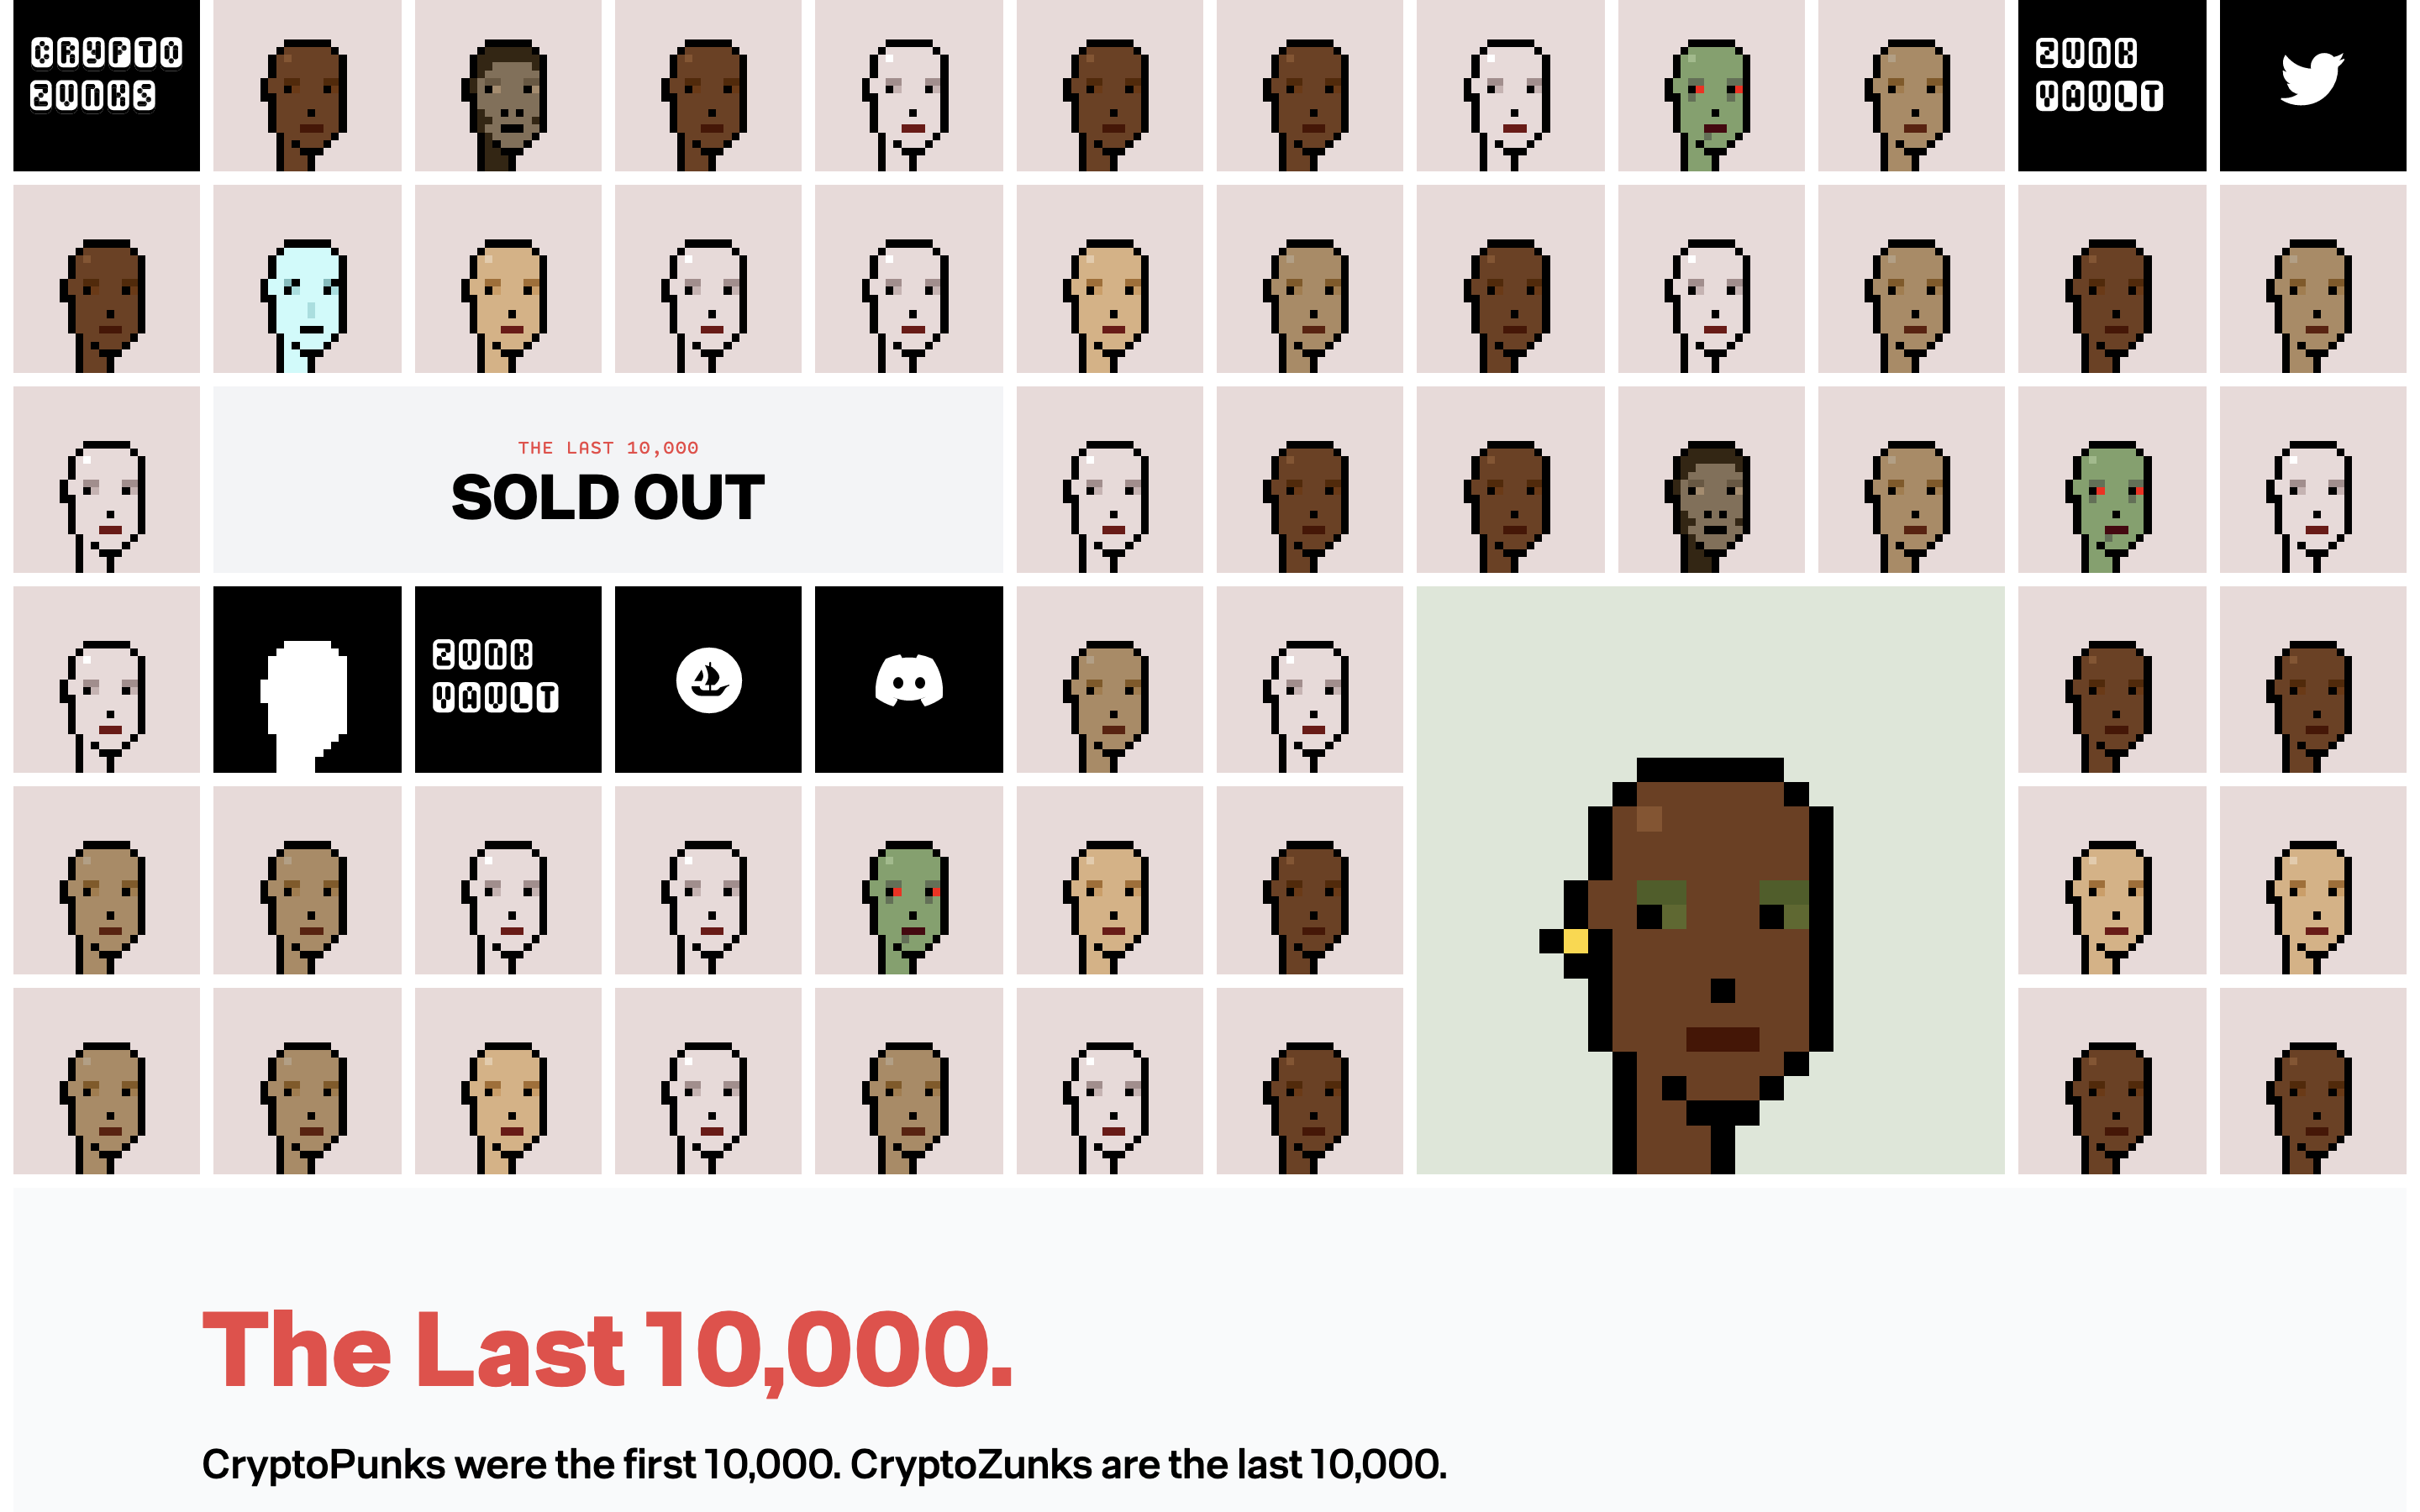 CRYPTO
ZUNKS
ZUNK
VAULT
THE LAST 10,000
SOLD OUT
ZUNK
VAULT
The Last 10,000.
CryptoPunks were the first 10,000. CryptoZunks are the last 10,000.